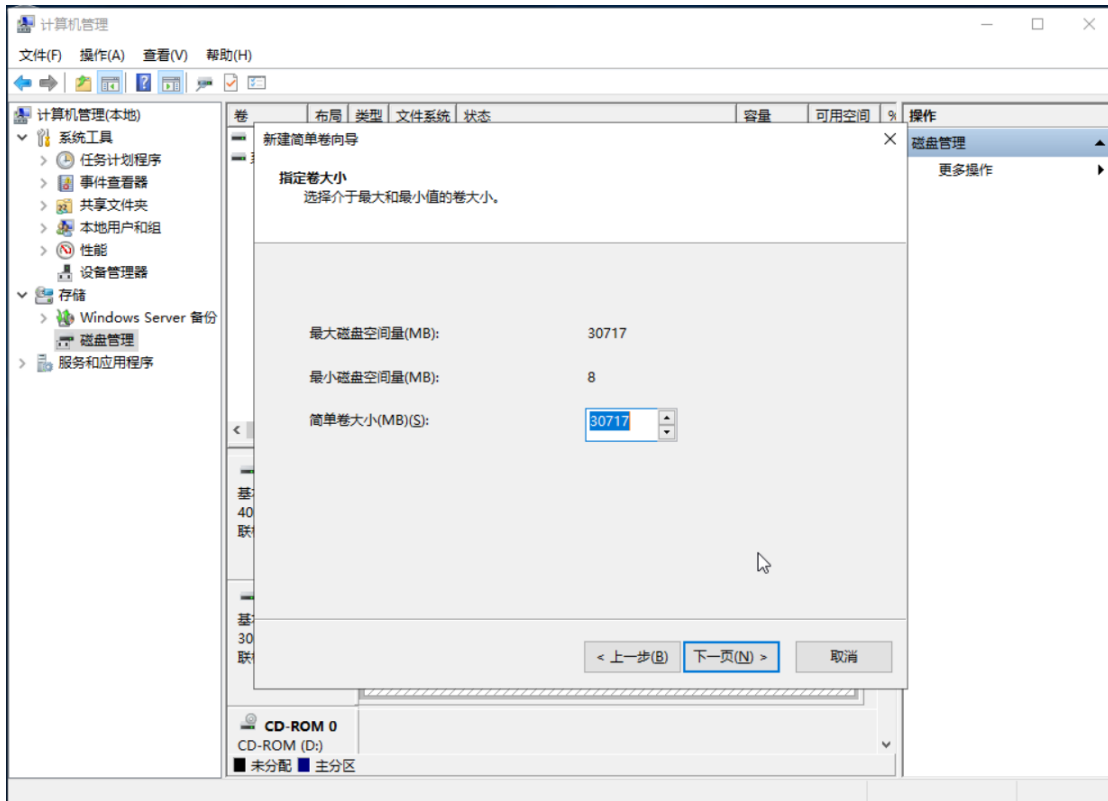 计算机管理
文件(F) 操作(A) 查看(V) 帮助(H)
计算机管理(本地)
系统工具
任务计划程序
事件查看器
共享文件夹
本地用户和组
性能
设备管理器
存储
Windows Server 备份
磁盘管理
服务和应用程序
卷 布局 类型 文件系统 状态 容量 可用空间 %
新建简单卷向导
指定卷大小
选择介于最大和最小值的卷大小。
最大磁盘空间量(MB): 30717
最小磁盘空间量(MB): 8
简单卷大小(MB)(S): 30717
< 上一步(B) 下一页(N) > 取消
基
40
联
基
30
联
CD-ROM 0
CD-ROM (D:)
未分配 主分区
操作
磁盘管理
更多操作